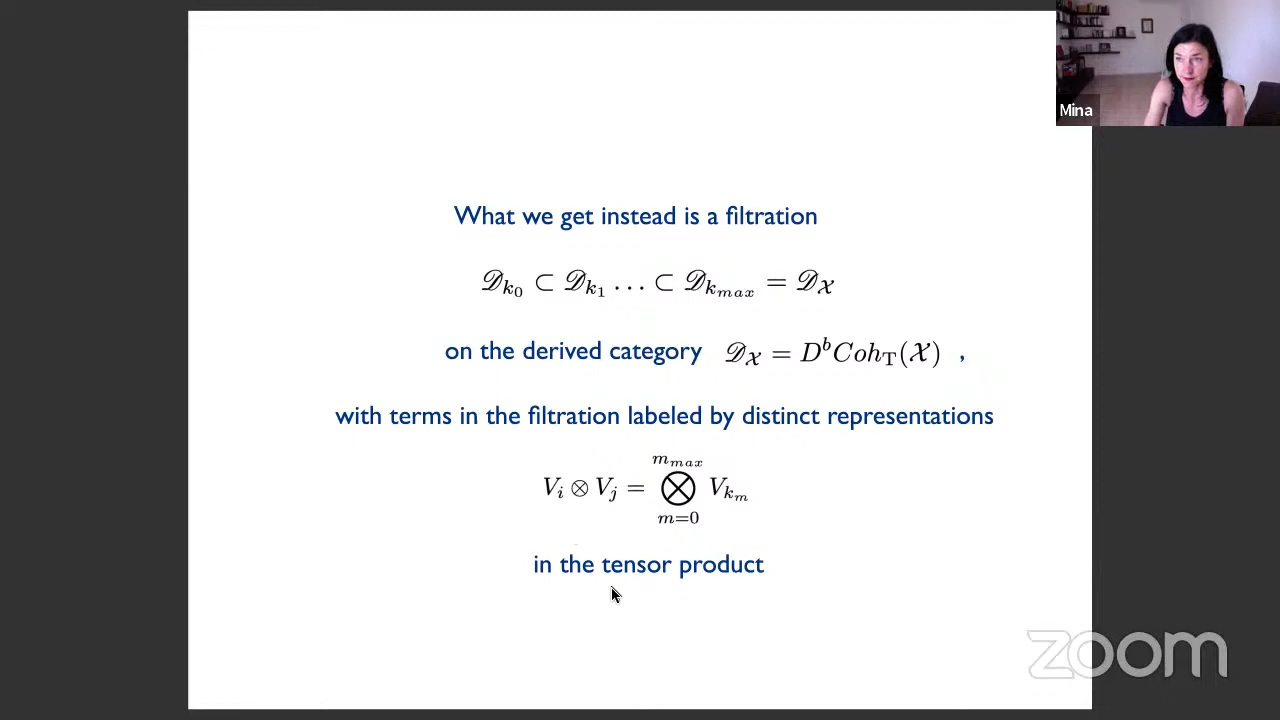 Mina
What we get instead is a filtration
𝒟_{k_0} ⊂ 𝒟_{k_1} … ⊂ 𝒟_{k_{max}} = 𝒟_𝒳
on the derived category 𝒟_𝒳 = D^b Coh_T(𝒳) ,
with terms in the filtration labeled by distinct representations
V_i ⊗ V_j = ⨂_{m=0}^{m_{max}} V_{k_m}
in the tensor product
zoom